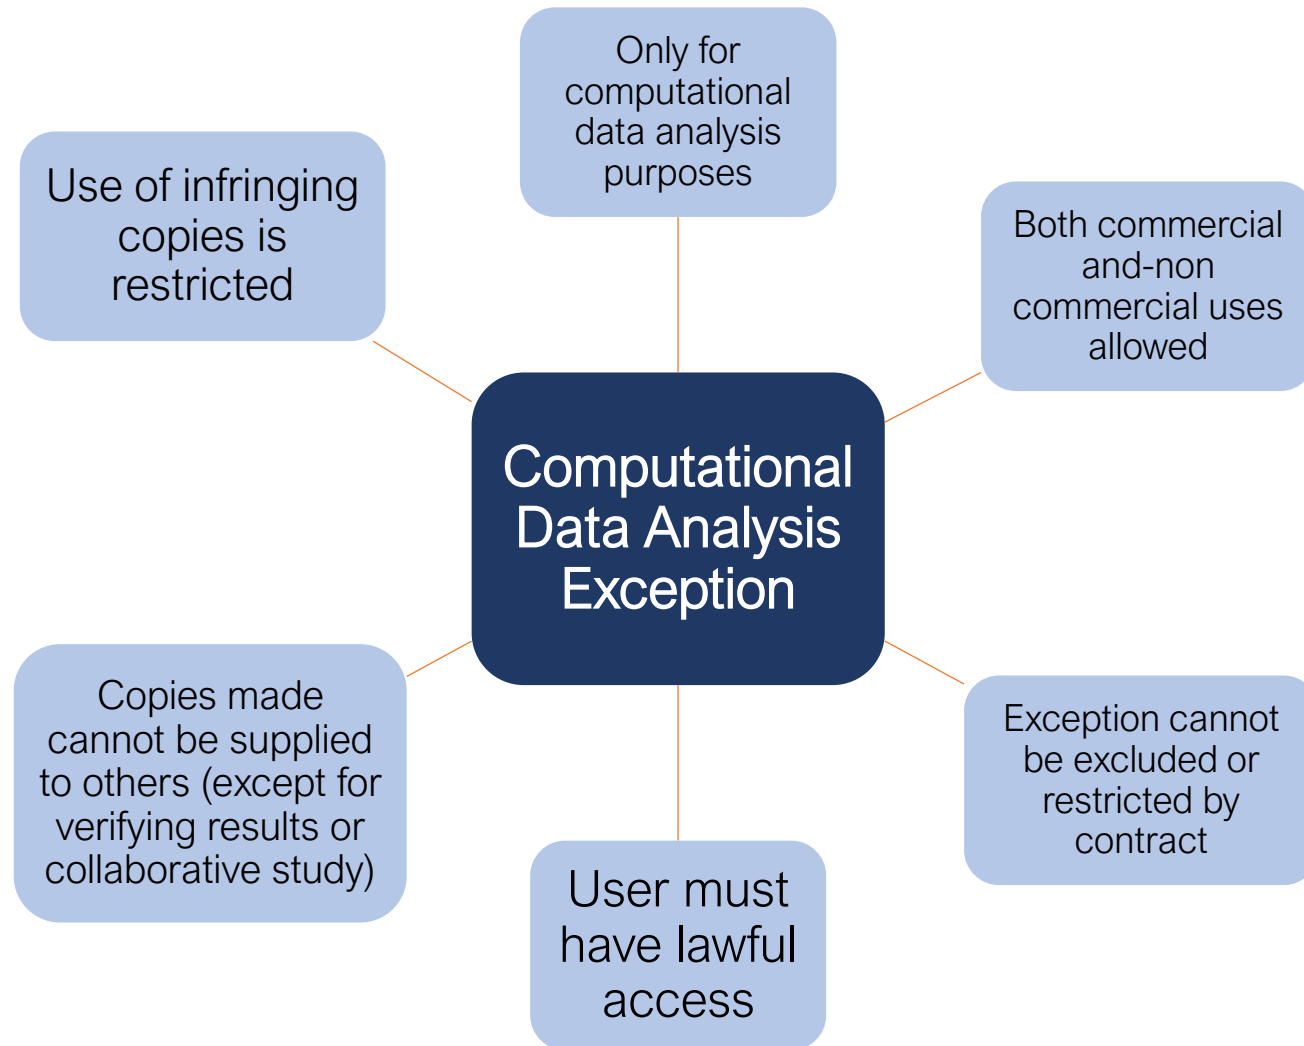 Only for
computational
data analysis
purposes
Use of infringing
copies is
restricted
Both commercial
and-non
commercial uses
allowed
Computational
Data Analysis
Exception
Copies made
cannot be supplied
to others (except for
verifying results or
collaborative study)
Exception cannot
be excluded or
restricted by
contract
User must
have lawful
access